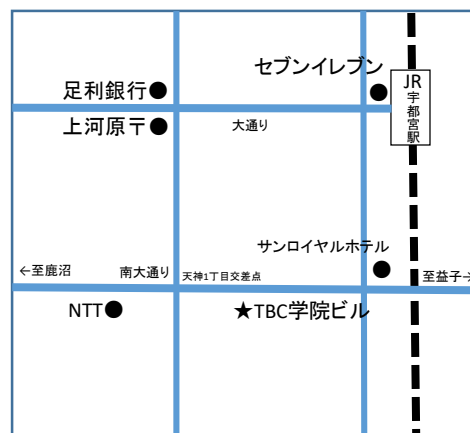 セブンイレブン
足利銀行●
JR宇都宮駅
上河原〒●
大通り
サンロイヤルホテル
←至鹿沼
南大通り
天神1丁目交差点
至益子→
NTT●
★TBC学院ビル